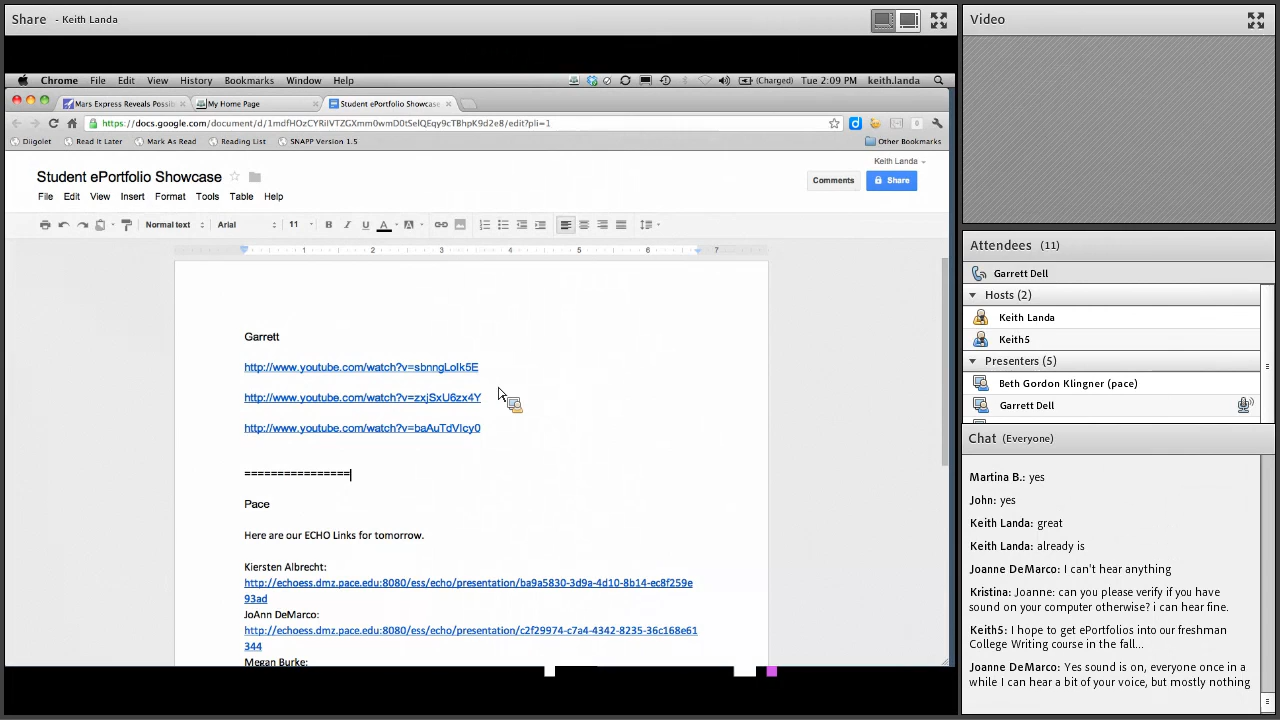 Share - Keith Landa
Chrome File Edit View History Bookmarks Window Help (Charged) Tue 2:09 PM keith.landa
Mars Express Reveals Possib My Home Page Student ePortfolio Showcase
https://docs.google.com/document/d/1mdfHOzCYRiIVTZGXmm0wmD0tSelQEqy9cTBhpK9d2e8/edit?pli=1
Diigolet Read It Later Mark As Read Reading List SNAPP Version 1.5 Other Bookmarks
Keith Landa
Student ePortfolio Showcase
Comments Share
File Edit View Insert Format Tools Table Help
Normal text Arial 11 B I U A A
1 2 3 4 5 6 7
Garrett
http://www.youtube.com/watch?v=sbnngLolk5E
http://www.youtube.com/watch?v=zxjSxU6zx4Y
http://www.youtube.com/watch?v=baAuTdVIcy0
================
Pace
Here are our ECHO Links for tomorrow.
Kiersten Albrecht:
http://echoess.dmz.pace.edu:8080/ess/echo/presentation/ba9a5830-3d9a-4d10-8b14-ec8f259e
93ad
JoAnn DeMarco:
http://echoess.dmz.pace.edu:8080/ess/echo/presentation/c2f29974-c7a4-4342-8235-36c168e61
344
Megan Burke:
Video
Attendees (11)
Garrett Dell
Hosts (2)
Keith Landa
Keith5
Presenters (5)
Beth Gordon Klingner (pace)
Garrett Dell
Chat (Everyone)
Martina B.: yes
John: yes
Keith Landa: great
Keith Landa: already is
Joanne DeMarco: I can't hear anything
Kristina: Joanne: can you please verify if you have
sound on your computer otherwise? i can hear fine.
Keith5: I hope to get ePortfolios into our freshman
College Writing course in the fall...
Joanne DeMarco: Yes sound is on, everyone once in a
while I can hear a bit of your voice, but mostly nothing